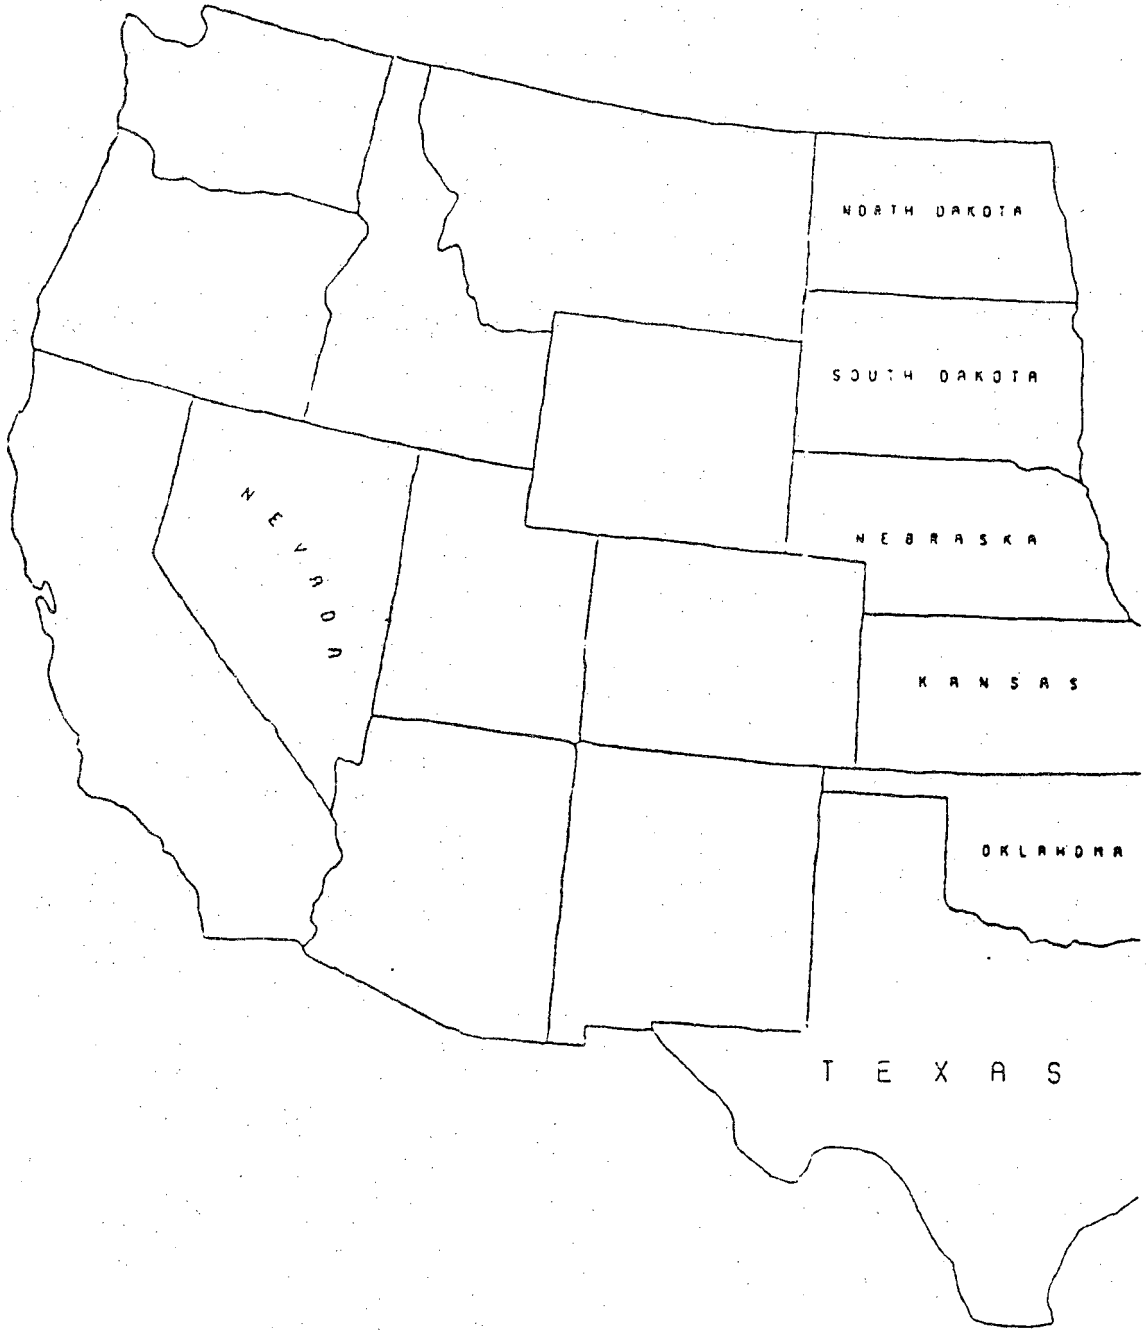 NORTH DAKOTA
SOUTH DAKOTA
NEVADA
NEBRASKA
KANSAS
OKLAHOMA
TEXAS